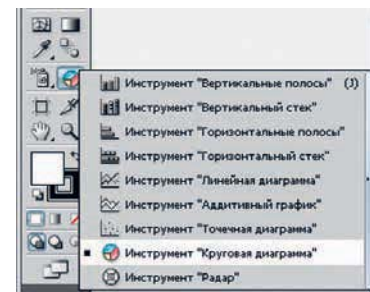 Инструмент "Вертикальные полосы" (J)
Инструмент "Вертикальный стек"
Инструмент "Горизонтальные полосы"
Инструмент "Горизонтальный стек"
Инструмент "Линейная диаграмма"
Инструмент "Аддитивный график"
Инструмент "Точечная диаграмма"
Инструмент "Круговая диаграмма"
Инструмент "Радар"